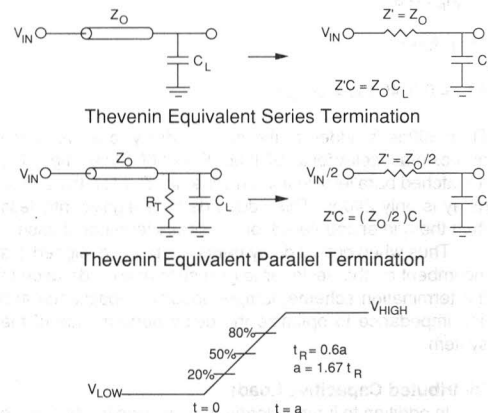 Z_O
Z' = Z_O
V_IN
C_L
V_IN
C
Z'C = Z_O C_L
Thevenin Equivalent Series Termination
Z_O
Z' = Z_O/2
V_IN
R_T
C_L
V_IN/2
C
Z'C = (Z_O/2) C_L
Thevenin Equivalent Parallel Termination
V_HIGH
80%
50%
20%
t_R = 0.6a
a = 1.67 t_R
V_LOW
t = 0
t = a